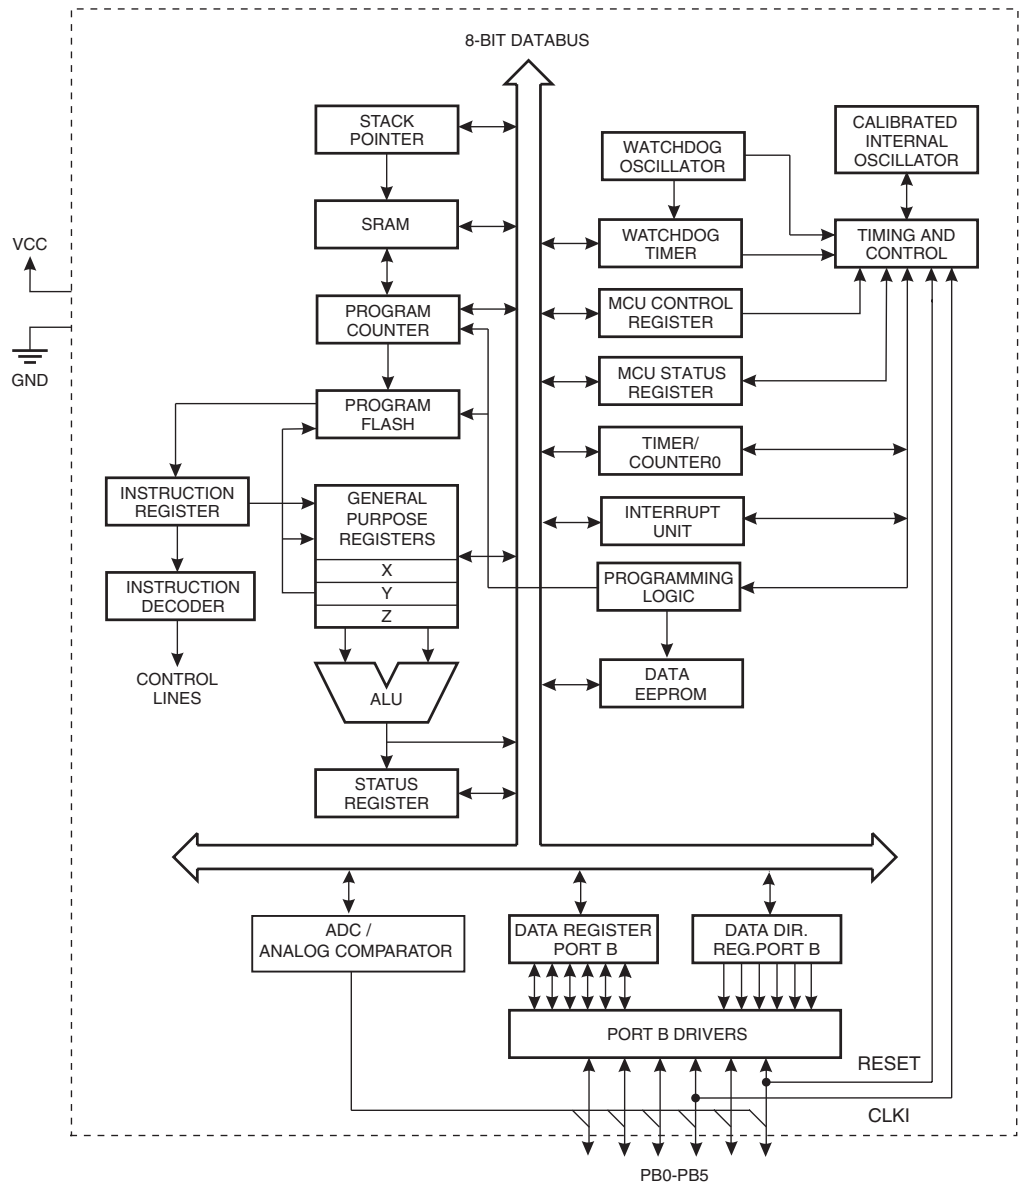 8-BIT DATABUS
STACK
POINTER
WATCHDOG
OSCILLATOR
CALIBRATED
INTERNAL
OSCILLATOR
SRAM
WATCHDOG
TIMER
TIMING AND
CONTROL
VCC
GND
PROGRAM
COUNTER
MCU CONTROL
REGISTER
MCU STATUS
REGISTER
PROGRAM
FLASH
TIMER/
COUNTER0
INSTRUCTION
REGISTER
GENERAL
PURPOSE
REGISTERS
X
Y
Z
INTERRUPT
UNIT
INSTRUCTION
DECODER
PROGRAMMING
LOGIC
CONTROL
LINES
ALU
DATA
EEPROM
STATUS
REGISTER
ADC /
ANALOG COMPARATOR
DATA REGISTER
PORT B
DATA DIR.
REG.PORT B
PORT B DRIVERS
RESET
CLKI
PB0-PB5